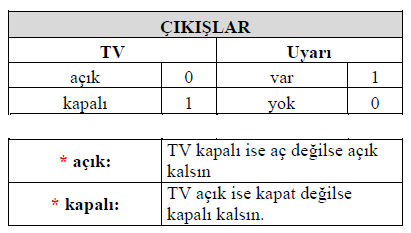 ÇIKIŞLAR
TV Uyarı
açık 0 var 1
kapalı 1 yok 0
* açık: TV kapalı ise aç değilse açık
kalsın
* kapalı: TV açık ise kapat değilse
kapalı kalsın.